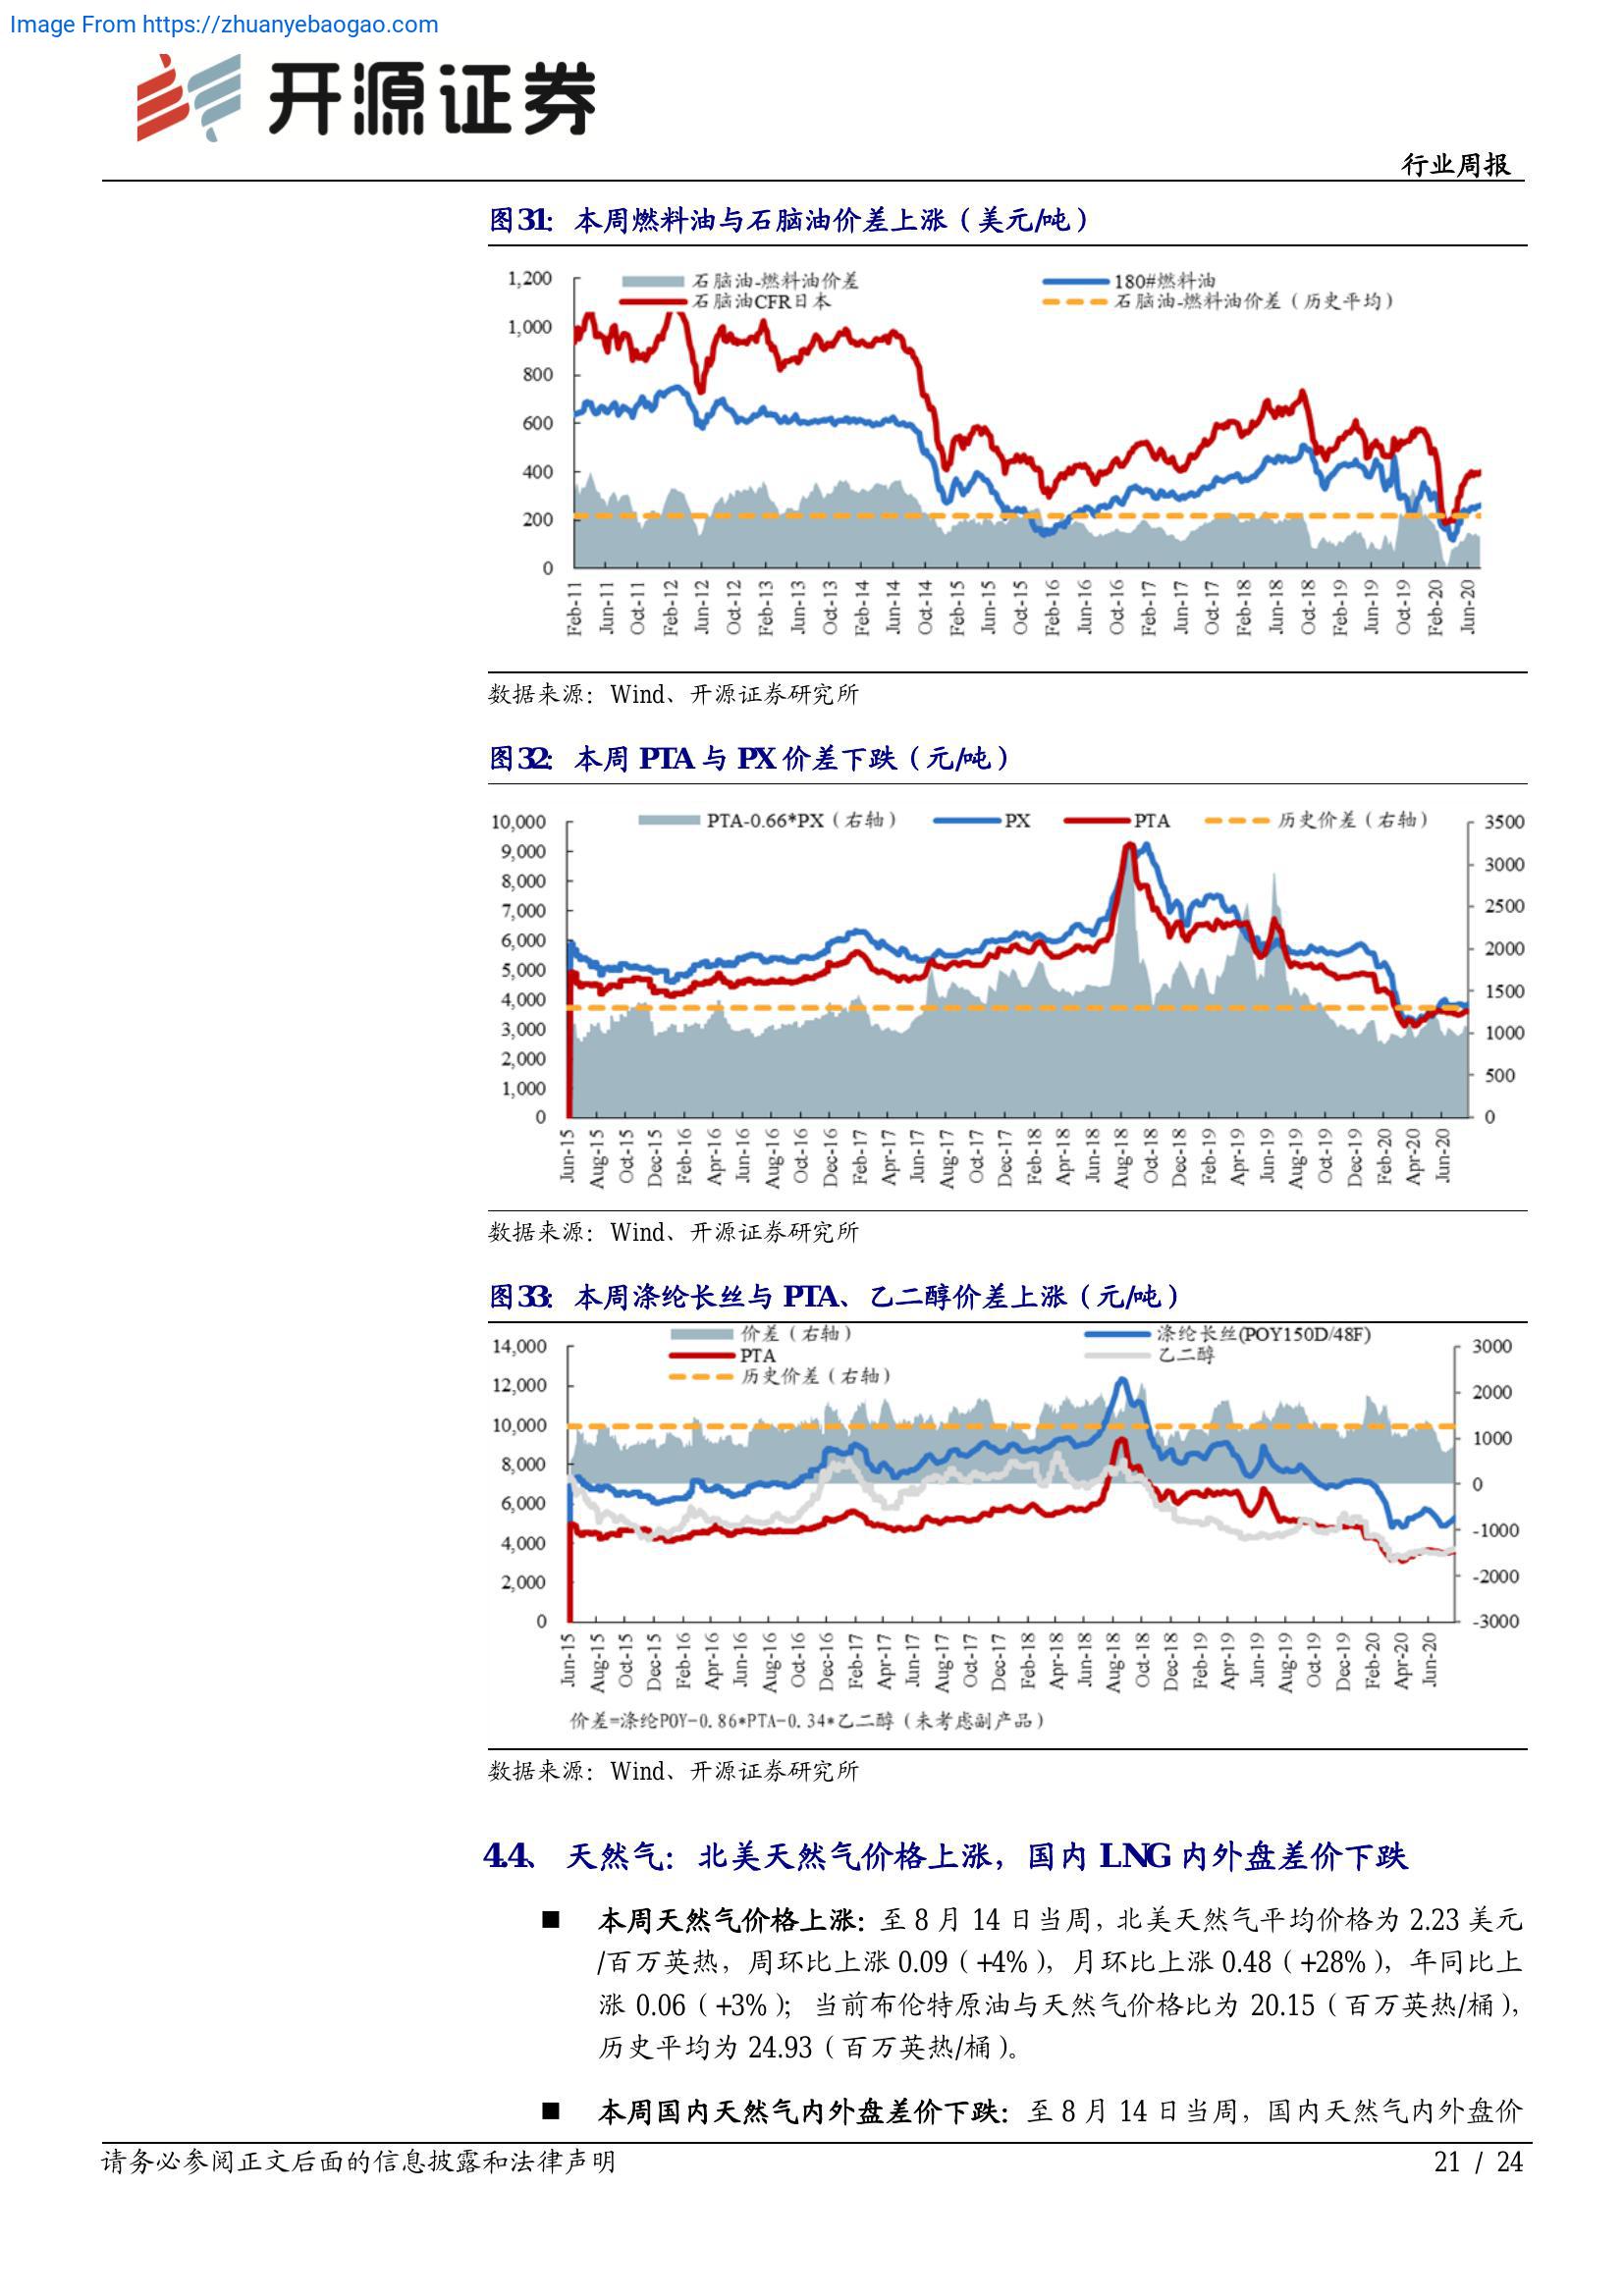 Image From https://zhuanyebaogao.com
开源证券
行业周报
图31：本周燃料油与石脑油价差上涨（美元/吨）
石脑油-燃料油价差 180#燃料油
石脑油CFR日本 石脑油-燃料油价差（历史平均）
1,200
1,000
800
600
400
200
0
Feb-11 Jun-11 Oct-11 Feb-12 Jun-12 Oct-12 Feb-13 Jun-13 Oct-13 Feb-14 Jun-14 Oct-14 Feb-15 Jun-15 Oct-15 Feb-16 Jun-16 Oct-16 Feb-17 Jun-17 Oct-17 Feb-18 Jun-18 Oct-18 Feb-19 Jun-19 Oct-19 Feb-20 Jun-20
数据来源：Wind、开源证券研究所
图32：本周 PTA 与 PX 价差下跌（元/吨）
PTA-0.66*PX（右轴） PX PTA 历史价差（右轴）
10,000 3500
9,000 3000
8,000
7,000 2500
6,000 2000
5,000
4,000 1500
3,000 1000
2,000
1,000 500
0 0
Jun-15 Aug-15 Oct-15 Dec-15 Feb-16 Apr-16 Jun-16 Aug-16 Oct-16 Dec-16 Feb-17 Apr-17 Jun-17 Aug-17 Oct-17 Dec-17 Feb-18 Apr-18 Jun-18 Aug-18 Oct-18 Dec-18 Feb-19 Apr-19 Jun-19 Aug-19 Oct-19 Dec-19 Feb-20 Apr-20 Jun-20
数据来源：Wind、开源证券研究所
图33：本周涤纶长丝与 PTA、乙二醇价差上涨（元/吨）
价差（右轴） 涤纶长丝(POY150D/48F)
PTA 乙二醇
历史价差（右轴）
14,000 3000
12,000 2000
10,000 1000
8,000 0
6,000 -1000
4,000 -2000
2,000
0 -3000
Jun-15 Aug-15 Oct-15 Dec-15 Feb-16 Apr-16 Jun-16 Aug-16 Oct-16 Dec-16 Feb-17 Apr-17 Jun-17 Aug-17 Oct-17 Dec-17 Feb-18 Apr-18 Jun-18 Aug-18 Oct-18 Dec-18 Feb-19 Apr-19 Jun-19 Aug-19 Oct-19 Dec-19 Feb-20 Apr-20 Jun-20
价差=涤纶POY-0.86*PTA-0.34*乙二醇（未考虑副产品）
数据来源：Wind、开源证券研究所
4.4、 天然气：北美天然气价格上涨，国内 LNG 内外盘差价下跌
■ 本周天然气价格上涨：至 8 月 14 日当周，北美天然气平均价格为 2.23 美元
/百万英热，周环比上涨 0.09（+4%），月环比上涨 0.48（+28%），年同比上
涨 0.06（+3%）；当前布伦特原油与天然气价格比为 20.15（百万英热/桶），
历史平均为 24.93（百万英热/桶）。
■ 本周国内天然气内外盘差价下跌：至 8 月 14 日当周，国内天然气内外盘价
请务必参阅正文后面的信息披露和法律声明 21 / 24